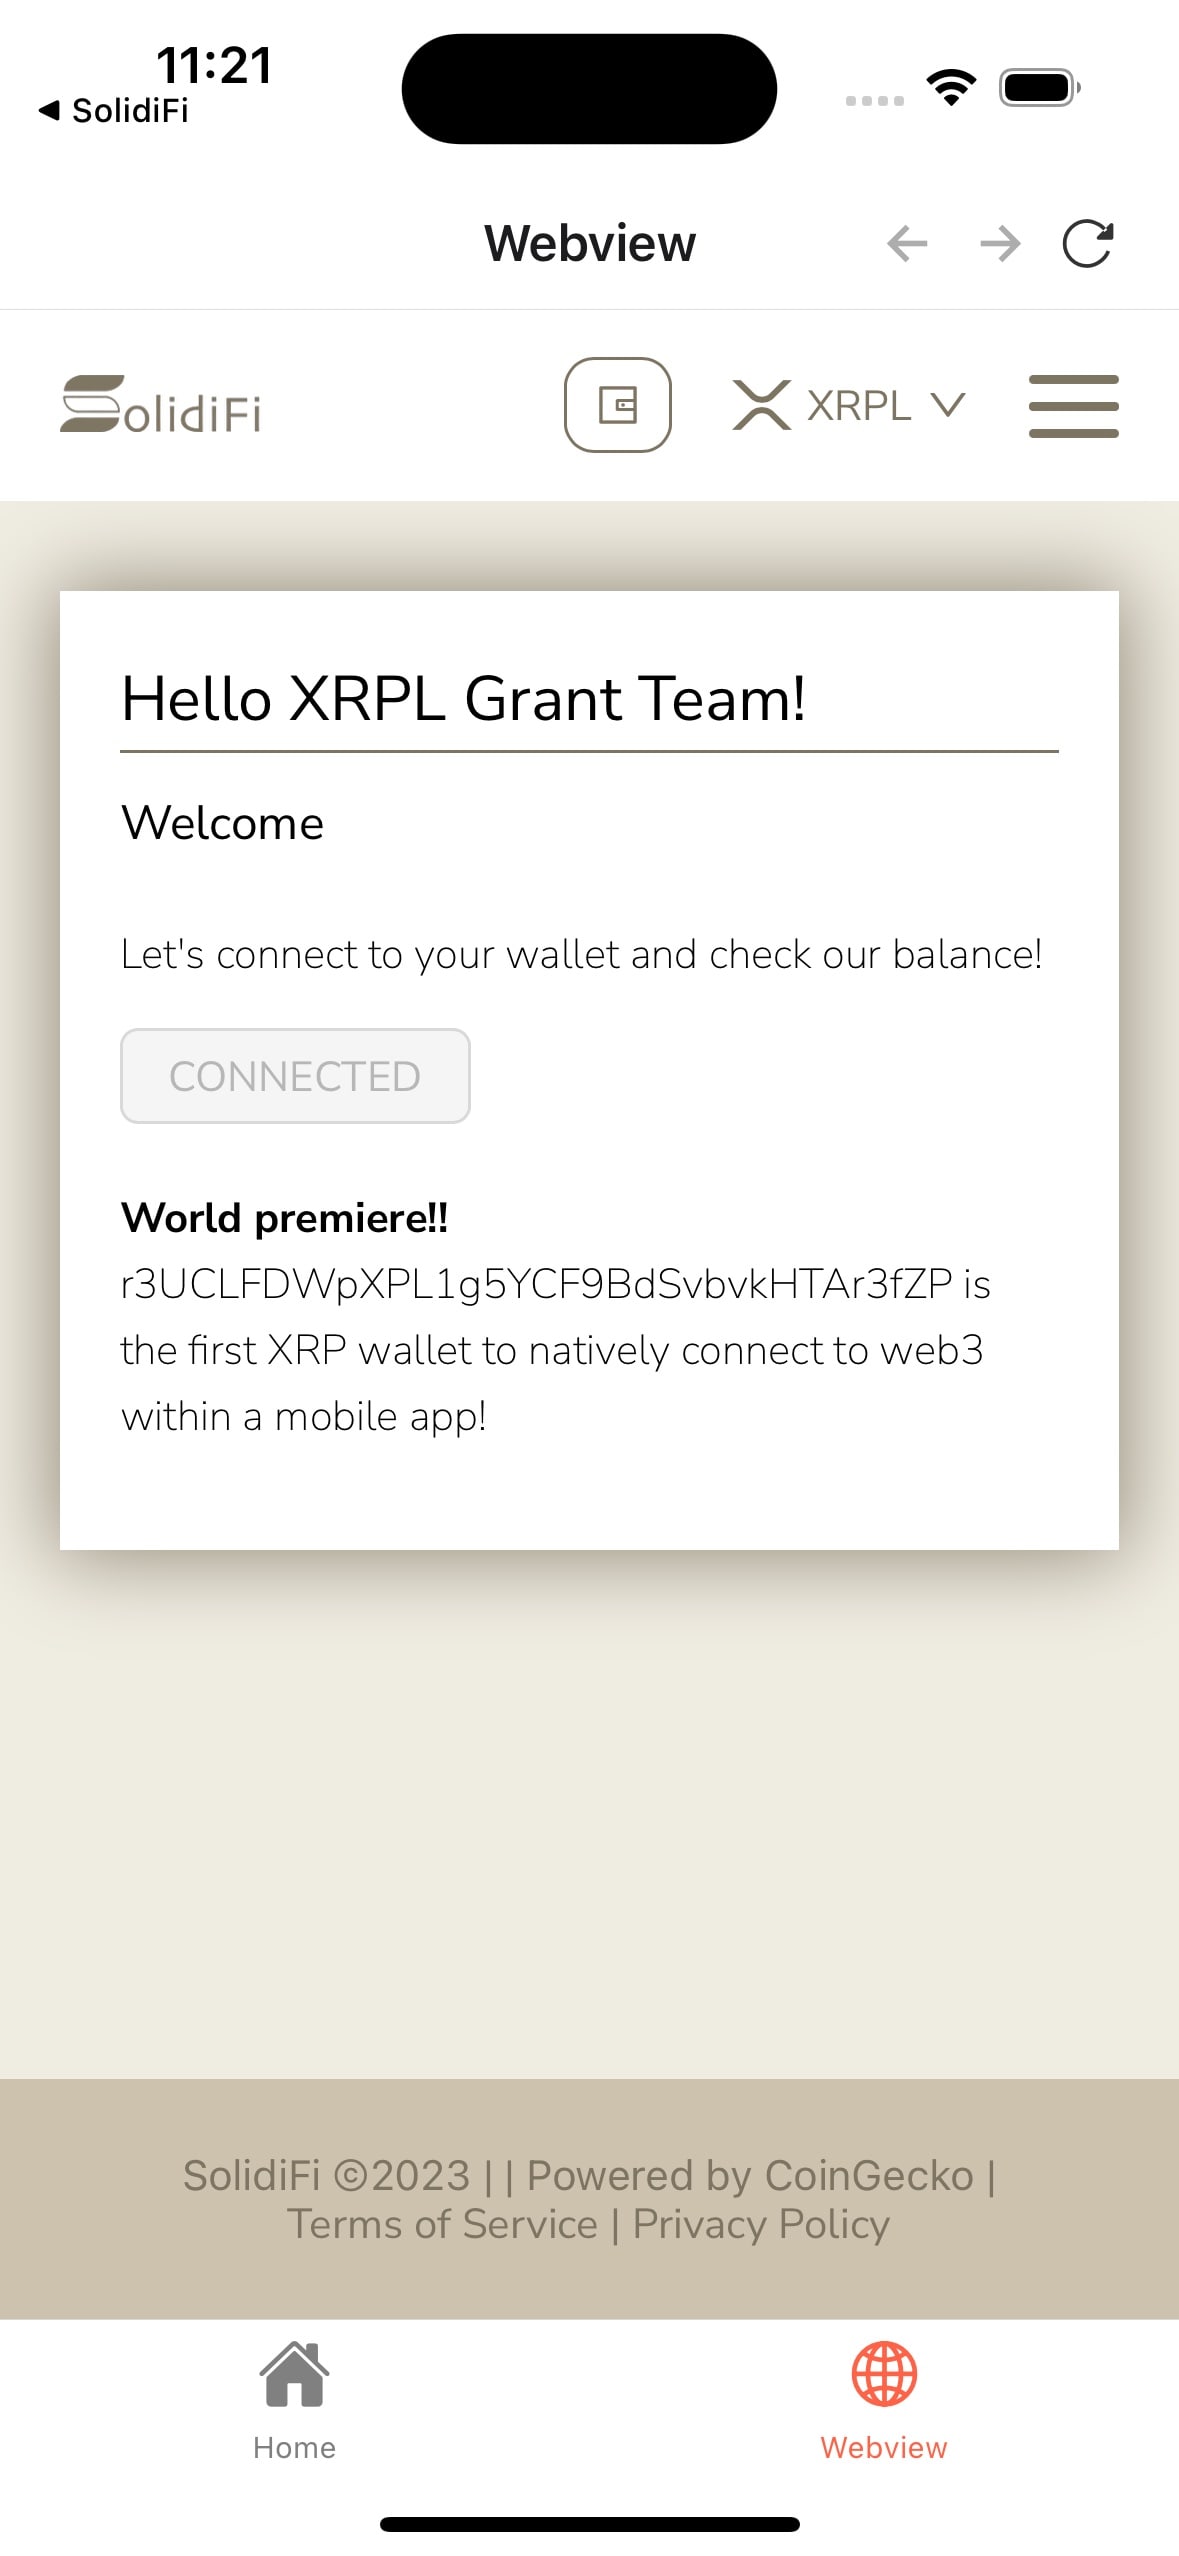 11:21
◀ SolidiFi
Webview
SolidiFi
XRPL
Hello XRPL Grant Team!
Welcome
Let's connect to your wallet and check our balance!
CONNECTED
World premiere!!
r3UCLFDWpXPL1g5YCF9BdSvbvkHTAr3fZP is
the first XRP wallet to natively connect to web3
within a mobile app!
SolidiFi ©2023 | | Powered by CoinGecko |
Terms of Service | Privacy Policy
Home
Webview